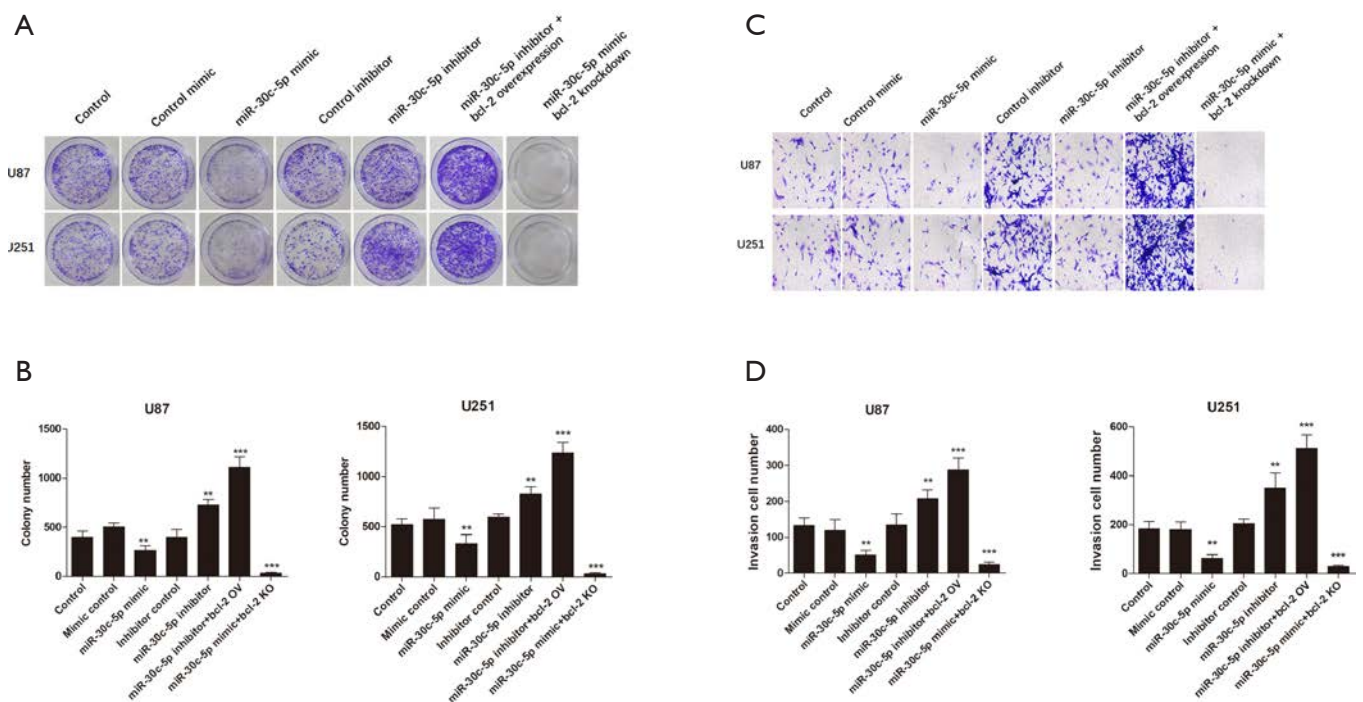 A
Control
Control mimic
miR-30c-5p mimic
Control inhibitor
miR-30c-5p inhibitor
miR-30c-5p inhibitor +
bcl-2 overexpression
miR-30c-5p mimic
bcl-2 knockdown
U87
U251
C
Control
Control mimic
miR-30c-5p mimic
Control inhibitor
miR-30c-5p inhibitor
miR-30c-5p inhibitor +
bcl-2 overexpression
miR-30c-5p mimic +
bcl-2 knockdown
U87
U251
B
U87
Colony number
1500
1000
500
0
**
**
***
***
Control
Mimic control
miR-30c-5p mimic
Inhibitor control
miR-30c-5p inhibitor
miR-30c-5p inhibitor+bcl-2 OV
miR-30c-5p mimic+bcl-2 KO
U251
Colony number
1500
1000
500
0
**
**
***
***
Control
Mimic control
miR-30c-5p mimic
Inhibitor control
miR-30c-5p inhibitor
miR-30c-5p inhibitor+bcl-2 OV
miR-30c-5p mimic+bcl-2 KO
D
U87
Invasion cell number
400
300
200
100
0
**
**
***
***
Control
Mimic control
miR-30c-5p mimic
Inhibitor control
miR-30c-5p inhibitor
miR-30c-5p inhibitor+bcl-2 OV
miR-30c-5p mimic+bcl-2 KO
U251
Invasion cell number
600
400
200
0
**
**
***
***
Control
Mimic control
miR-30c-5p mimic
Inhibitor control
miR-30c-5p inhibitor
miR-30c-5p inhibitor+bcl-2 OV
miR-30c-5p mimic+bcl-2 KO